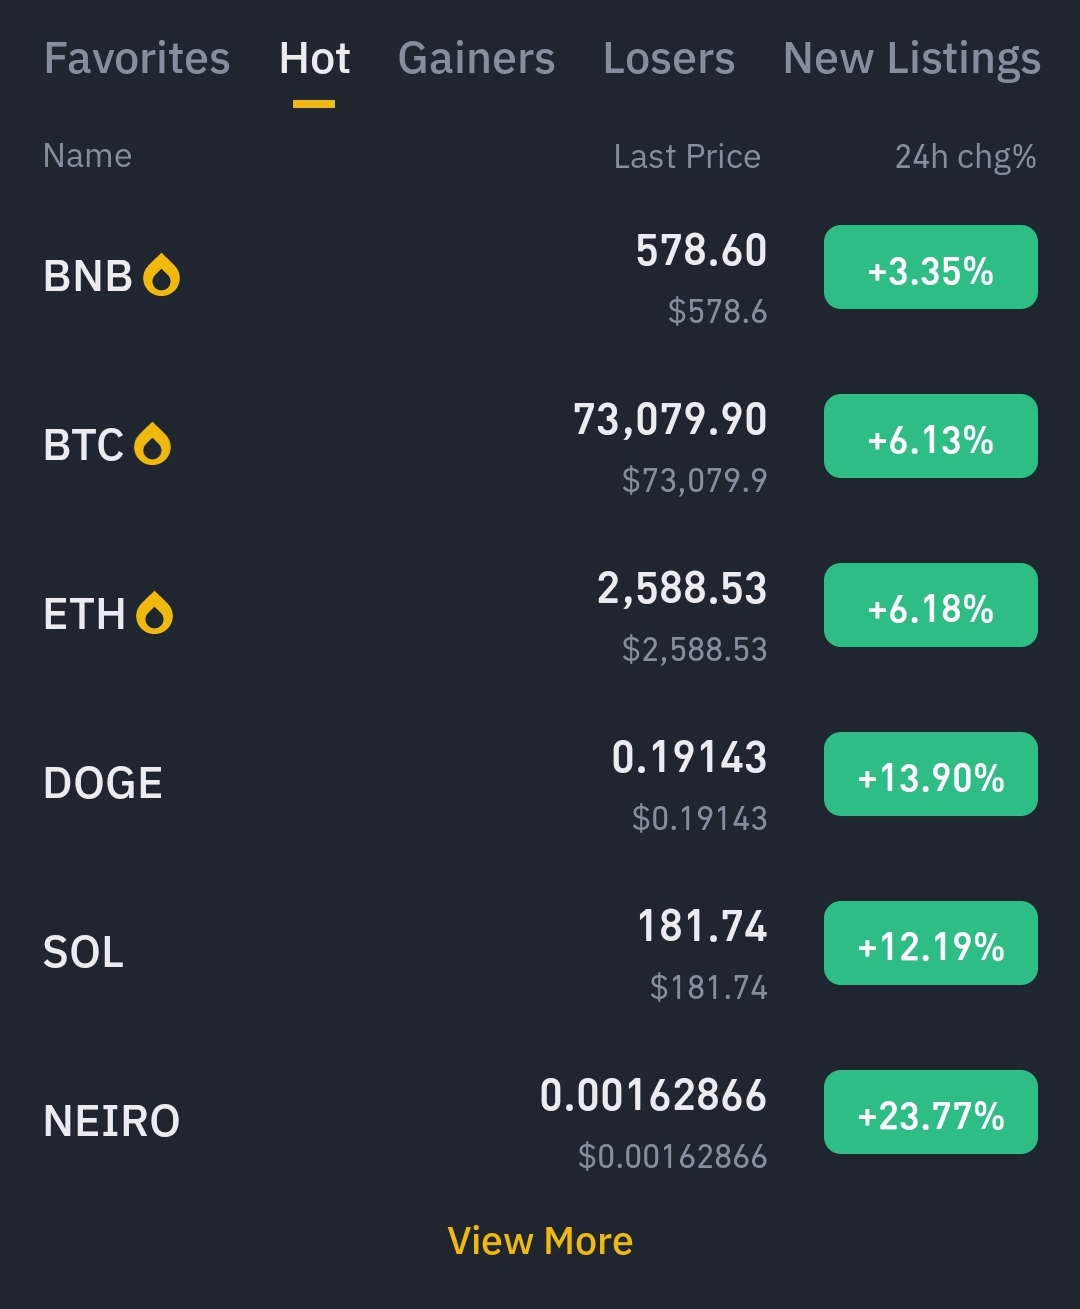 Favorites Hot Gainers Losers New Listings
Name Last Price 24h chg%
BNB 578.60 +3.35%
$578.6
BTC 73,079.90 +6.13%
$73,079.9
ETH 2,588.53 +6.18%
$2,588.53
DOGE 0.19143 +13.90%
$0.19143
SOL 181.74 +12.19%
$181.74
NEIRO 0.00162866 +23.77%
$0.00162866
View More